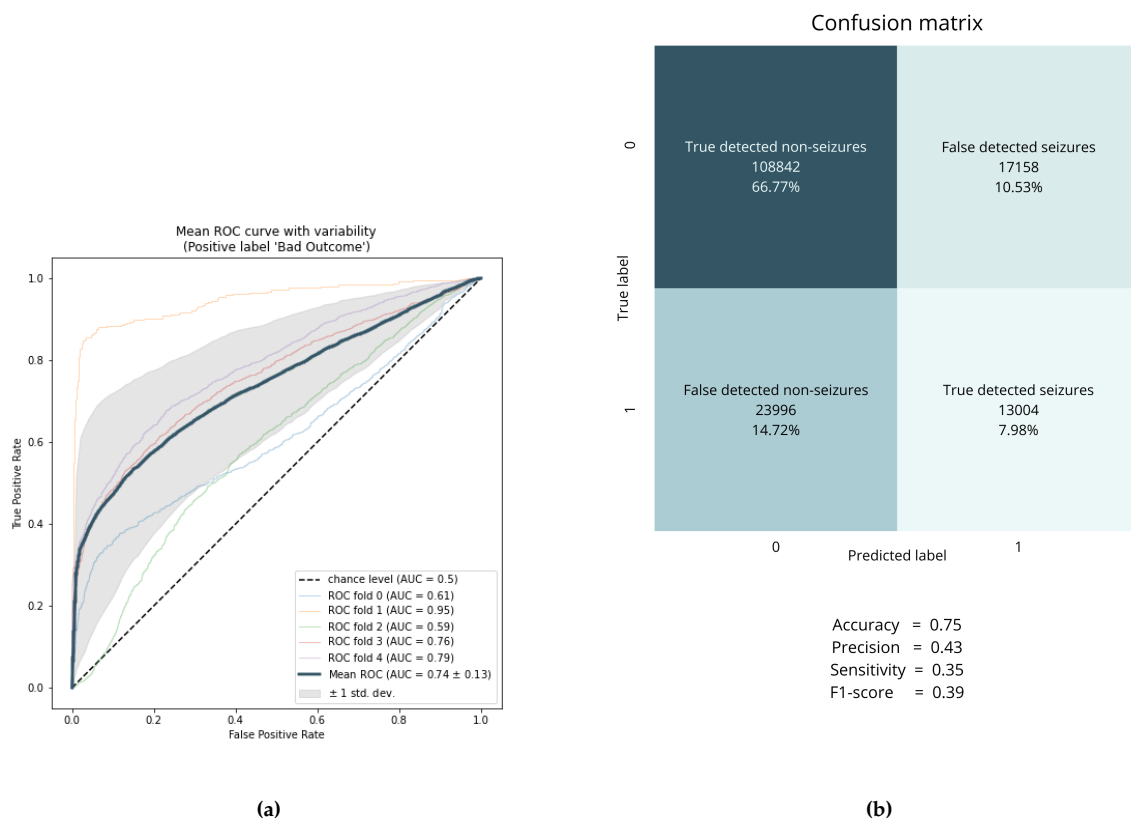 Mean ROC curve with variability
(Positive label 'Bad Outcome')
True Positive Rate
1.0
0.8
0.6
0.4
0.2
0.0
chance level (AUC = 0.5)
ROC fold 0 (AUC = 0.61)
ROC fold 1 (AUC = 0.95)
ROC fold 2 (AUC = 0.59)
ROC fold 3 (AUC = 0.76)
ROC fold 4 (AUC = 0.79)
Mean ROC (AUC = 0.74 ± 0.13)
± 1 std. dev.
0.0 0.2 0.4 0.6 0.8 1.0
False Positive Rate
(a)
Confusion matrix
True label
0
True detected non-seizures
108842
66.77%
False detected seizures
17158
10.53%
1
False detected non-seizures
23996
14.72%
True detected seizures
13004
7.98%
0 1
Predicted label
Accuracy = 0.75
Precision = 0.43
Sensitivity = 0.35
F1-score = 0.39
(b)